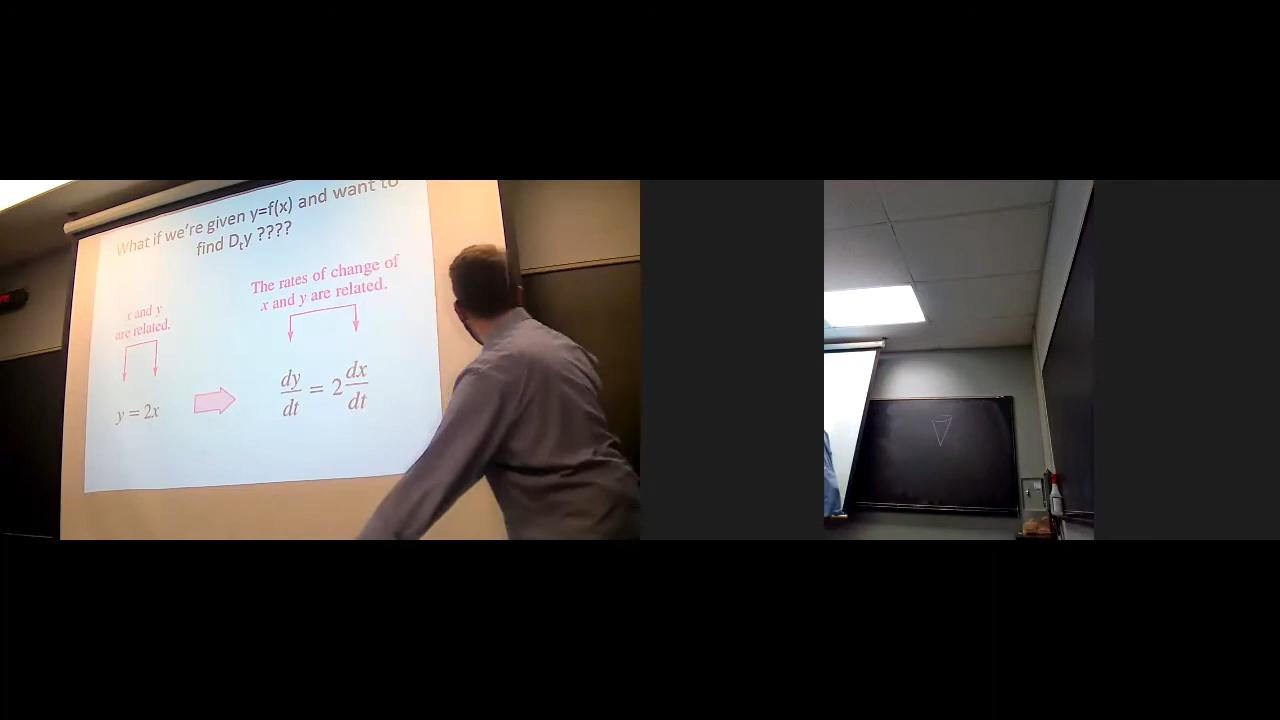 What if we're given y=f(x) and want to
find Dₜy ????
The rates of change of
x and y are related.
x and y
are related.
y = 2x
dy/dt = 2 dx/dt